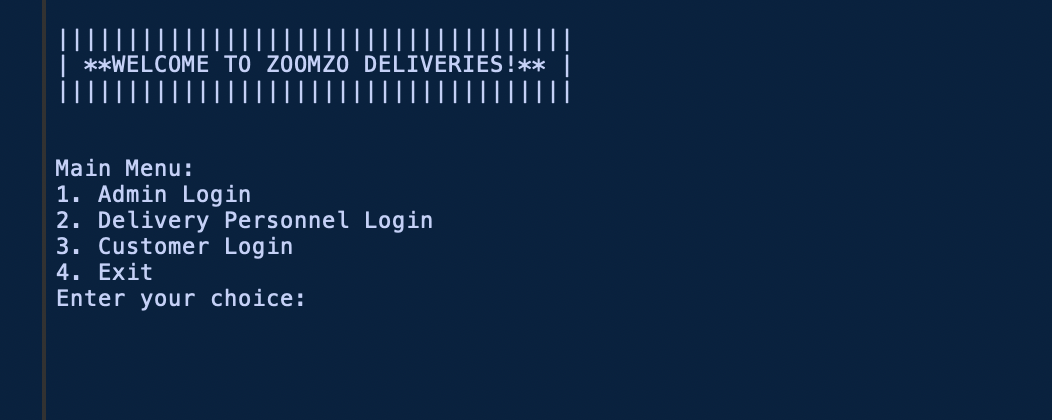 |||||||||||||||||||||||||||||||||||||
| **WELCOME TO ZOOMZO DELIVERIES!** |
|||||||||||||||||||||||||||||||||||||
Main Menu:
1. Admin Login
2. Delivery Personnel Login
3. Customer Login
4. Exit
Enter your choice: